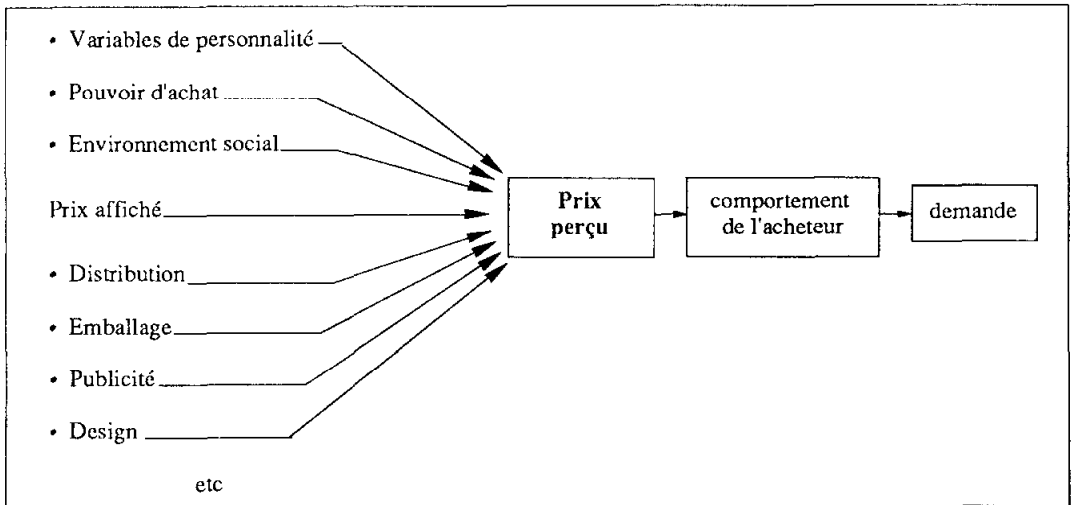 • Variables de personnalité
• Pouvoir d'achat
• Environnement social
Prix affiché
• Distribution
• Emballage
• Publicité
• Design
etc
Prix
perçu
comportement
de l'acheteur
demande